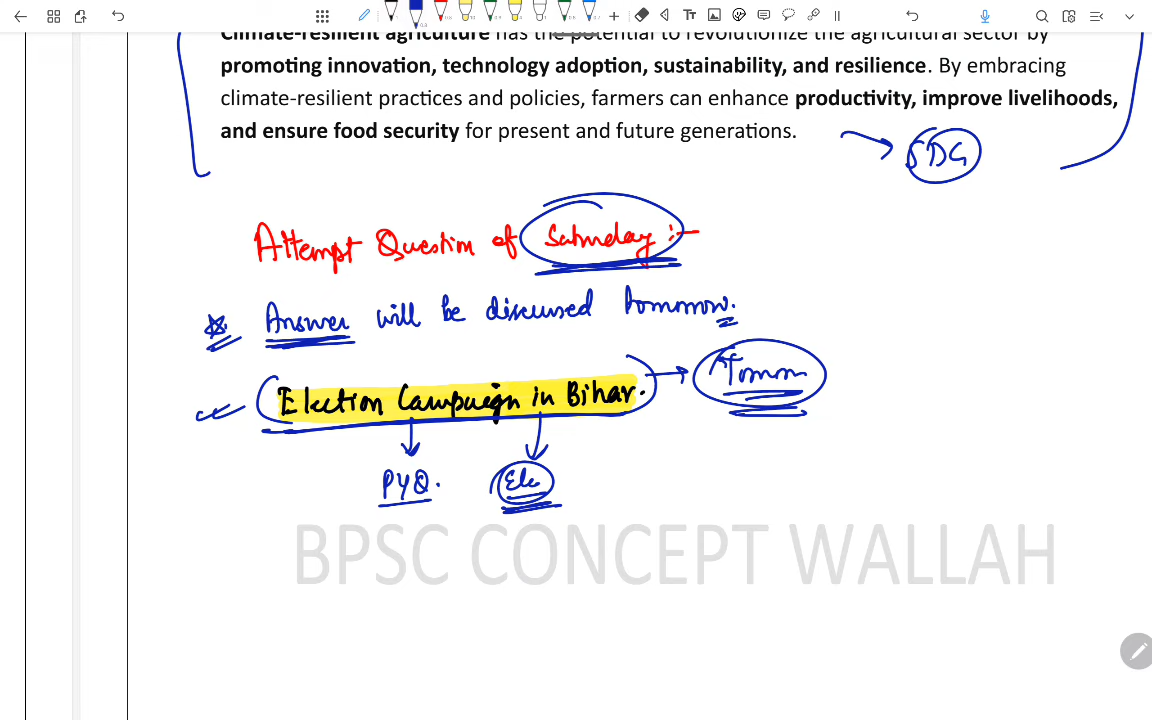 Climate-resilient agriculture has the potential to revolutionize the agricultural sector by
promoting innovation, technology adoption, sustainability, and resilience. By embracing
climate-resilient practices and policies, farmers can enhance productivity, improve livelihoods,
and ensure food security for present and future generations.
SDG
Attempt Question of Saturday :-
Answer will be discussed tommorow.
Election Campaign in Bihar.
PYQ.
Ele
BPSC CONCEPT WALLAH